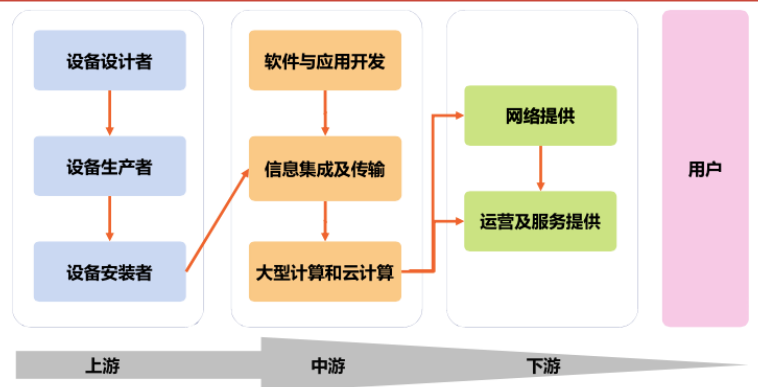 设备设计者
设备生产者
设备安装者
软件与应用开发
信息集成及传输
大型计算和云计算
网络提供
运营及服务提供
用户
上游
中游
下游